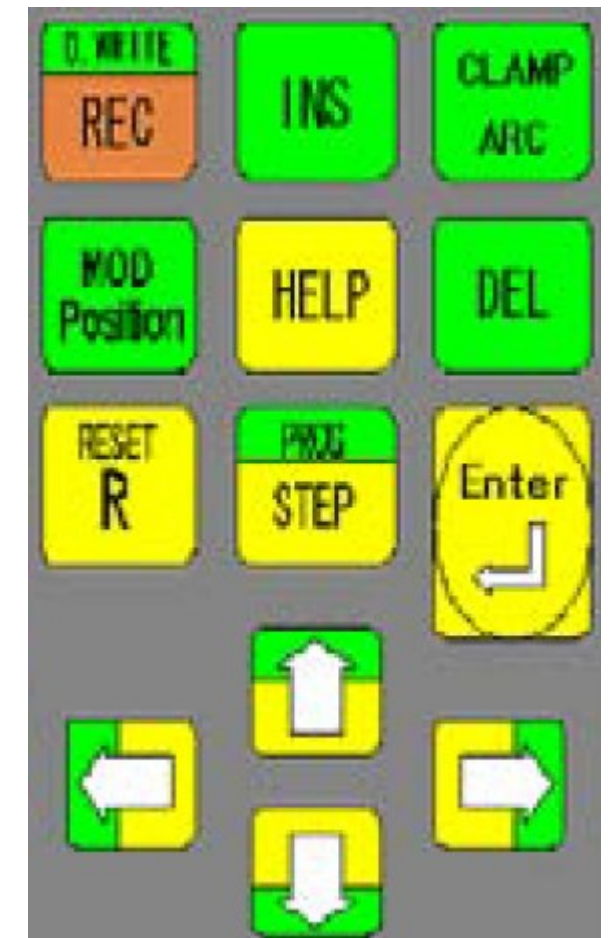 O.WRITE
REC
INS
CLAMP
ARC
MOD
Position
HELP
DEL
RESET
R
PROG
STEP
Enter